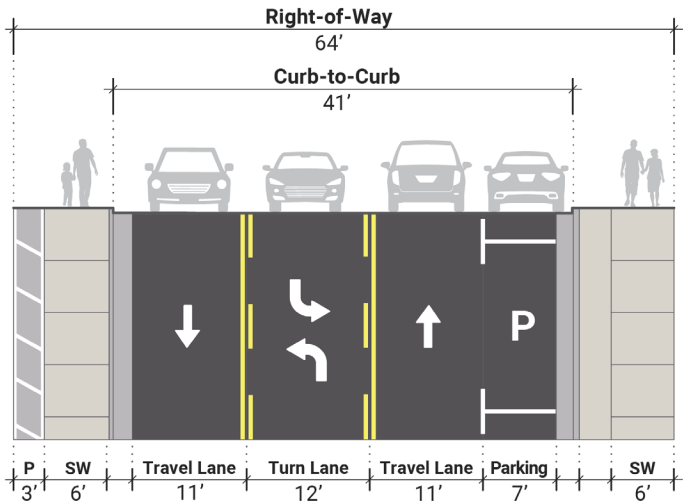 Right-of-Way
64’
Curb-to-Curb
41’
P
P SW Travel Lane Turn Lane Travel Lane Parking SW
3’ 6’ 11’ 12’ 11’ 7’ 6’